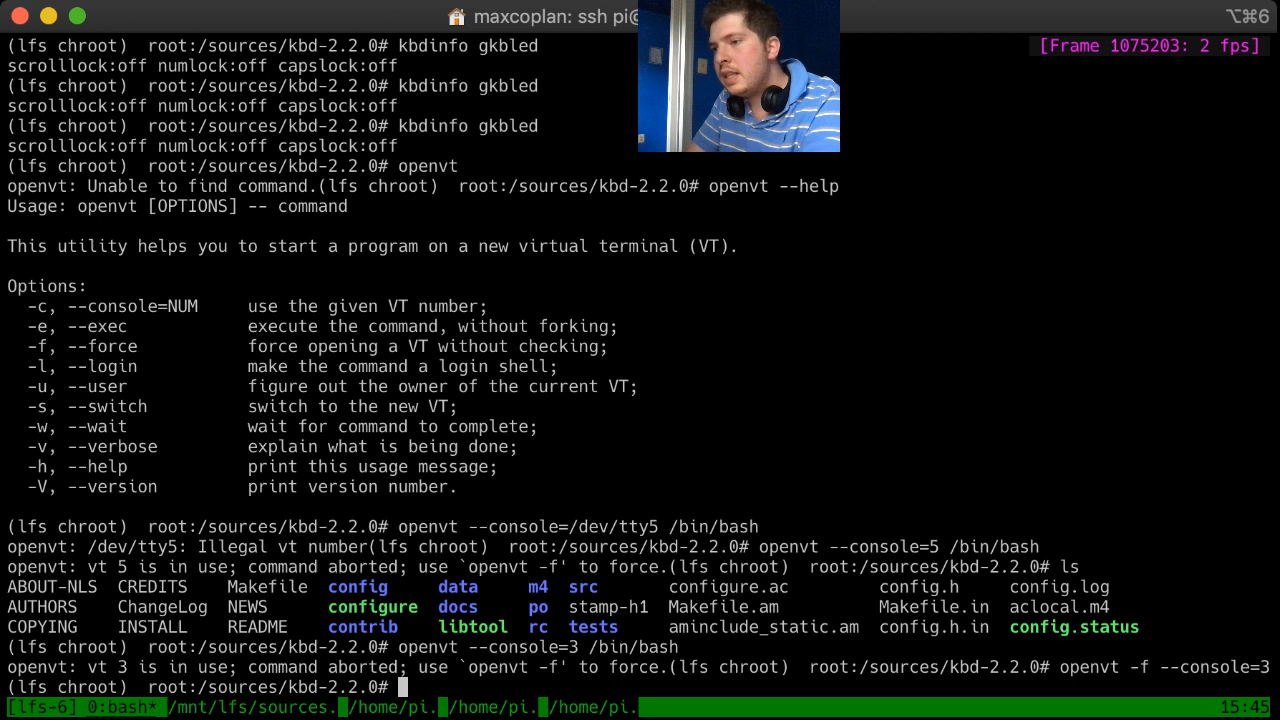 maxcoplan: ssh pi@
⌥⌘6
(lfs chroot)  root:/sources/kbd-2.2.0# kbdinfo gkbled
[Frame 1075203: 2 fps]
scrolllock:off numlock:off capslock:off
(lfs chroot)  root:/sources/kbd-2.2.0# kbdinfo gkbled
scrolllock:off numlock:off capslock:off
(lfs chroot)  root:/sources/kbd-2.2.0# kbdinfo gkbled
scrolllock:off numlock:off capslock:off
(lfs chroot)  root:/sources/kbd-2.2.0# openvt
openvt: Unable to find command.(lfs chroot)  root:/sources/kbd-2.2.0# openvt --help
Usage: openvt [OPTIONS] -- command
This utility helps you to start a program on a new virtual terminal (VT).
Options:
-c, --console=NUM     use the given VT number;
-e, --exec            execute the command, without forking;
-f, --force           force opening a VT without checking;
-l, --login           make the command a login shell;
-u, --user            figure out the owner of the current VT;
-s, --switch          switch to the new VT;
-w, --wait            wait for command to complete;
-v, --verbose         explain what is being done;
-h, --help            print this usage message;
-V, --version         print version number.
(lfs chroot)  root:/sources/kbd-2.2.0# openvt --console=/dev/tty5 /bin/bash
openvt: /dev/tty5: Illegal vt number(lfs chroot)  root:/sources/kbd-2.2.0# openvt --console=5 /bin/bash
openvt: vt 5 is in use; command aborted; use `openvt -f' to force.(lfs chroot)  root:/sources/kbd-2.2.0# ls
ABOUT-NLS  CREDITS    Makefile  config     data     m4  src       configure.ac         config.h     config.log
AUTHORS    ChangeLog  NEWS      configure  docs     po  stamp-h1  Makefile.am          Makefile.in  aclocal.m4
COPYING    INSTALL    README    contrib    libtool  rc  tests     aminclude_static.am  config.h.in  config.status
(lfs chroot)  root:/sources/kbd-2.2.0# openvt --console=3 /bin/bash
openvt: vt 3 is in use; command aborted; use `openvt -f' to force.(lfs chroot)  root:/sources/kbd-2.2.0# openvt -f --console=3
(lfs chroot)  root:/sources/kbd-2.2.0#
[lfs-6] 0:bash* /mnt/lfs/sources. /home/pi. /home/pi. /home/pi. 15:45